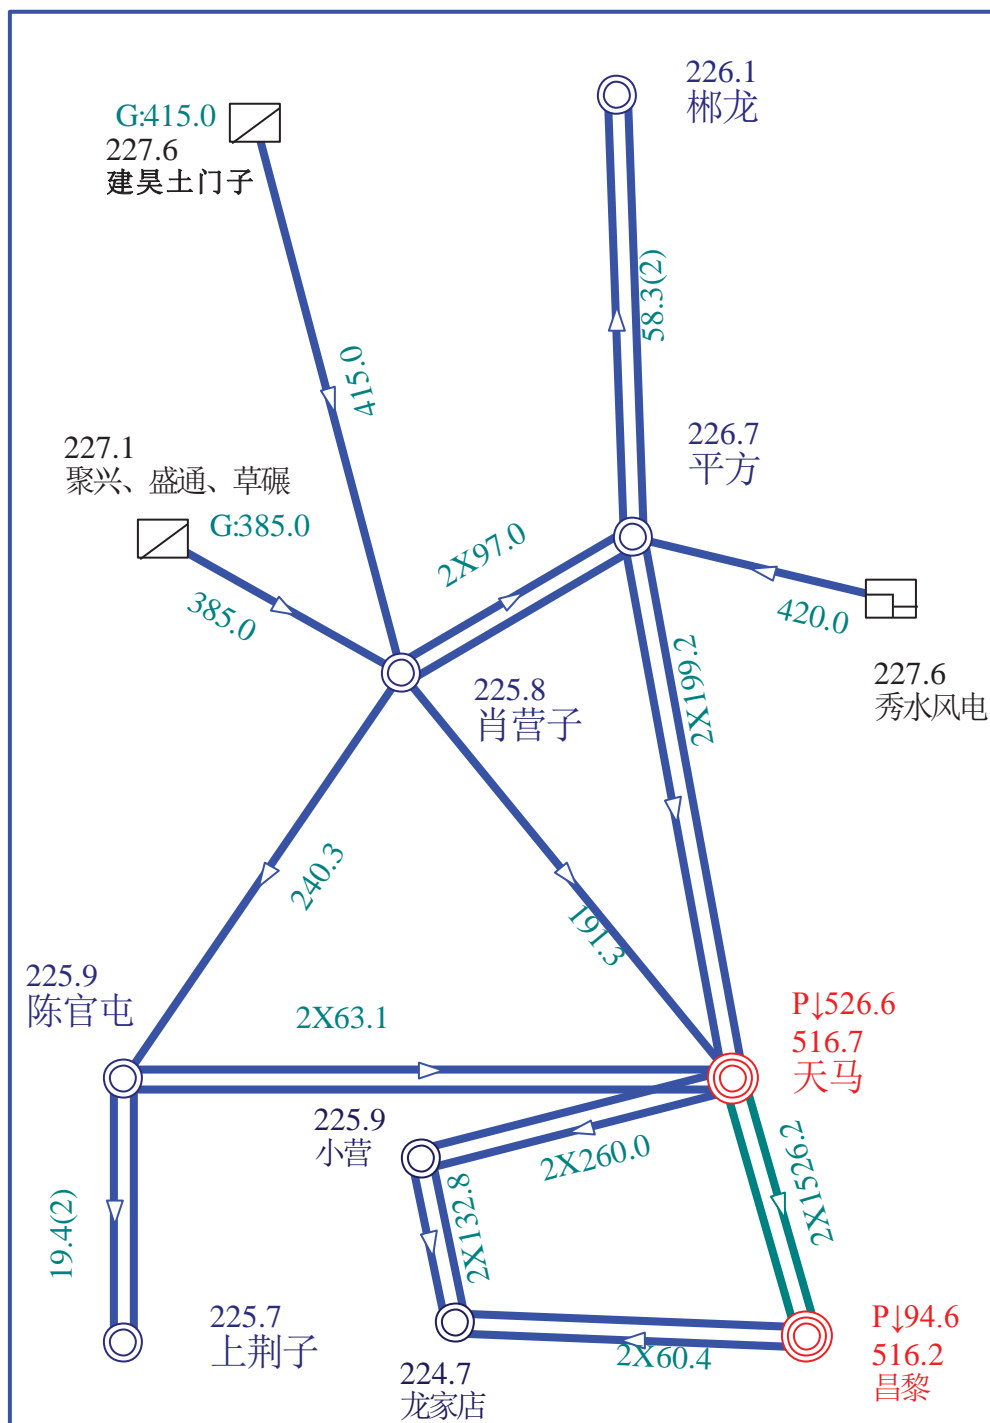 226.1
郴龙
G:415.0
227.6
建昊土门子
58.3(2)
415.0
227.1
聚兴、盛通、草碾
G:385.0
226.7
平方
2X97.0
385.0
420.0
227.6
秀水风电
2X199.2
225.8
肖营子
240.3
191.3
225.9
陈官屯
2X63.1
P↓526.6
516.7
天马
225.9
小营
2X260.0
2X1526.2
2X132.8
19.4(2)
225.7
上荆子
2X60.4
224.7
龙家店
P↓94.6
516.2
昌黎